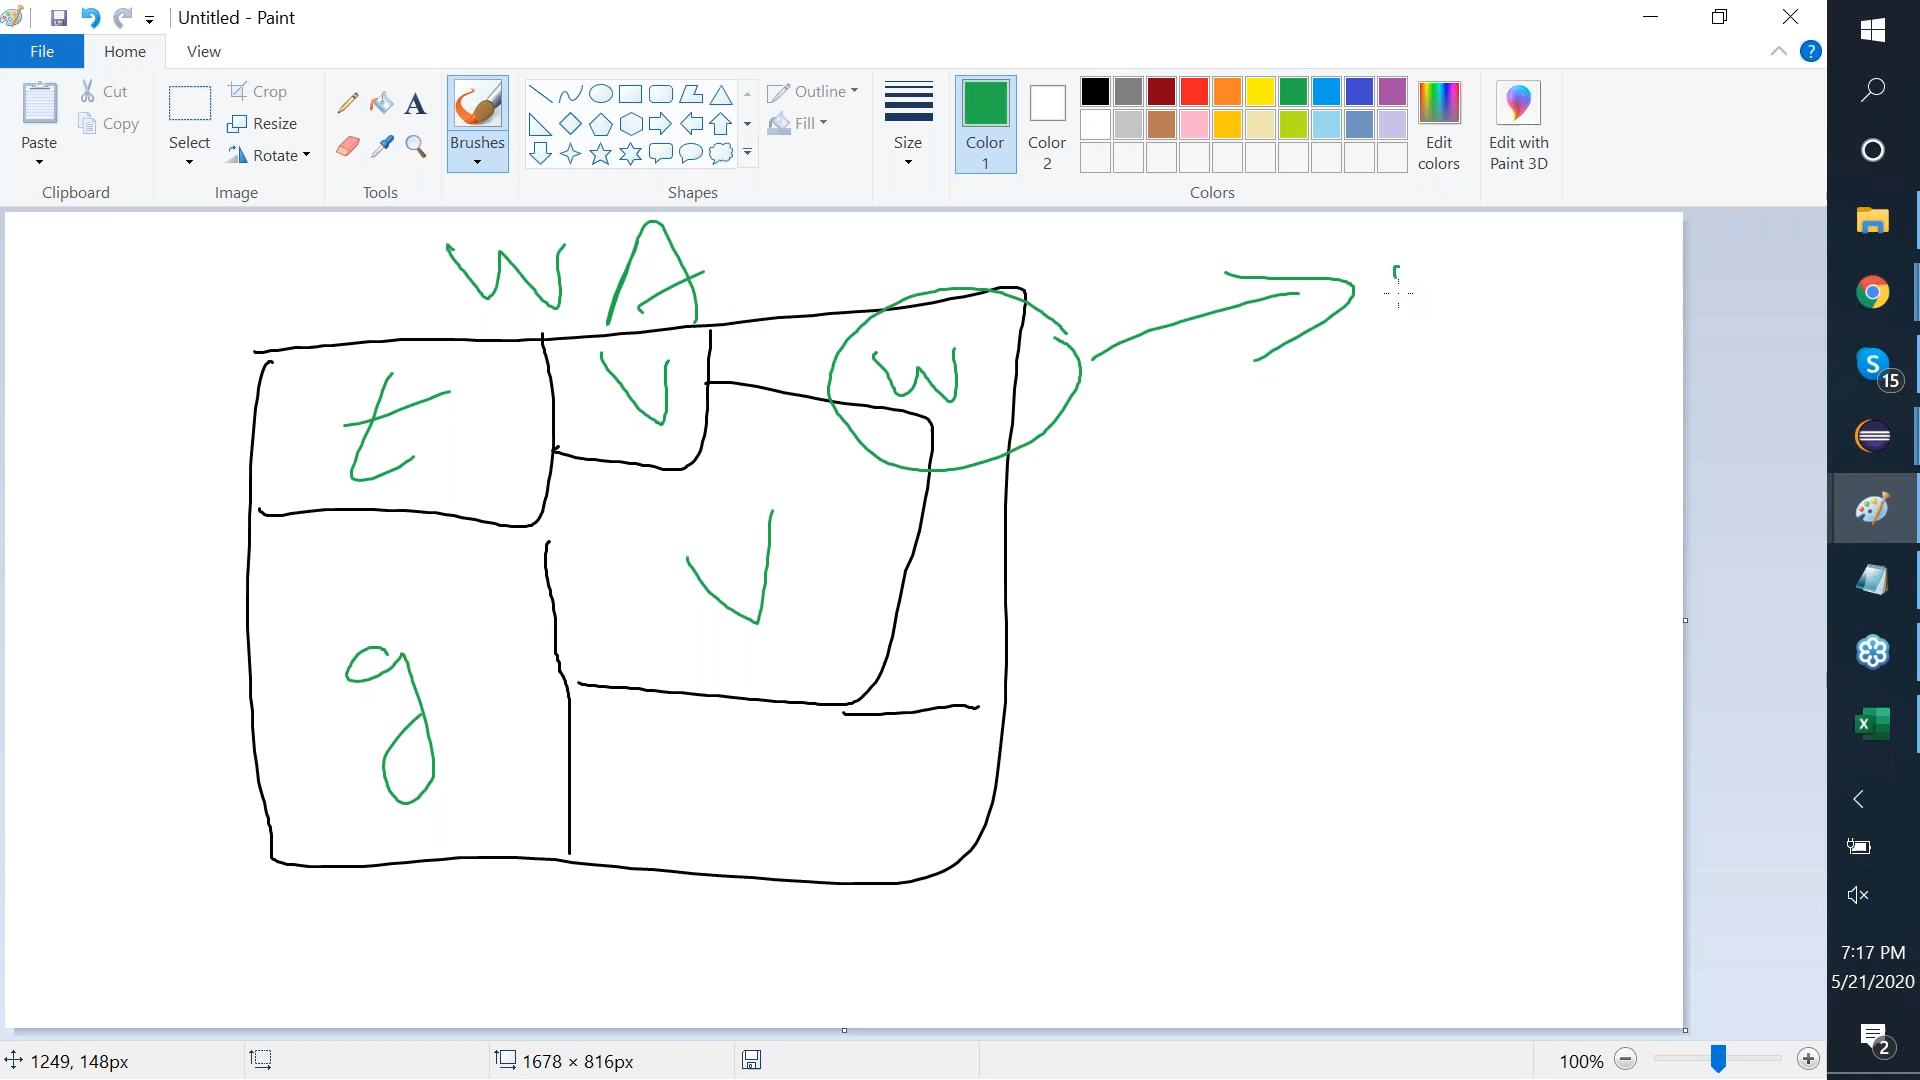 Untitled - Paint
File Home View
Paste
Cut
Copy
Clipboard
Select
Crop
Resize
Rotate
Image
Tools
Brushes
Shapes
Outline
Fill
Size
Color 1
Color 2
Edit colors
Colors
Edit with Paint 3D
W A
t V w
V
g
15
7:17 PM
5/21/2020
2
1249, 148px
1678 × 816px
100%